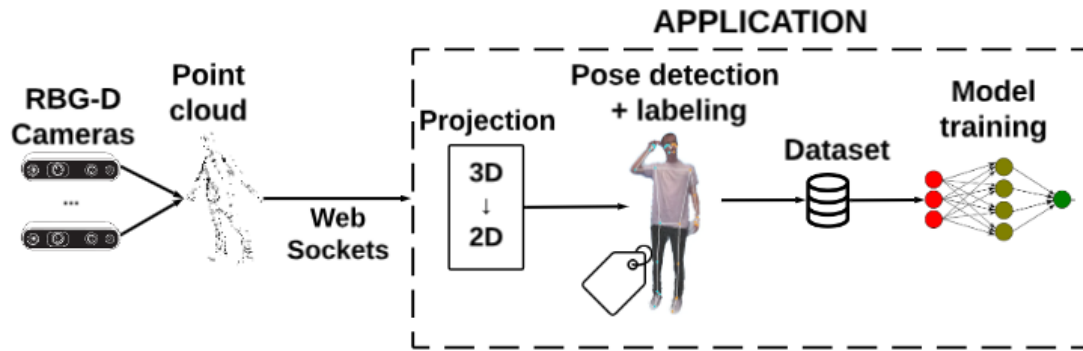 APPLICATION
RBG-D
Cameras
...
Point
cloud
Web
Sockets
Projection
3D
↓
2D
Pose detection
+ labeling
Dataset
Model
training